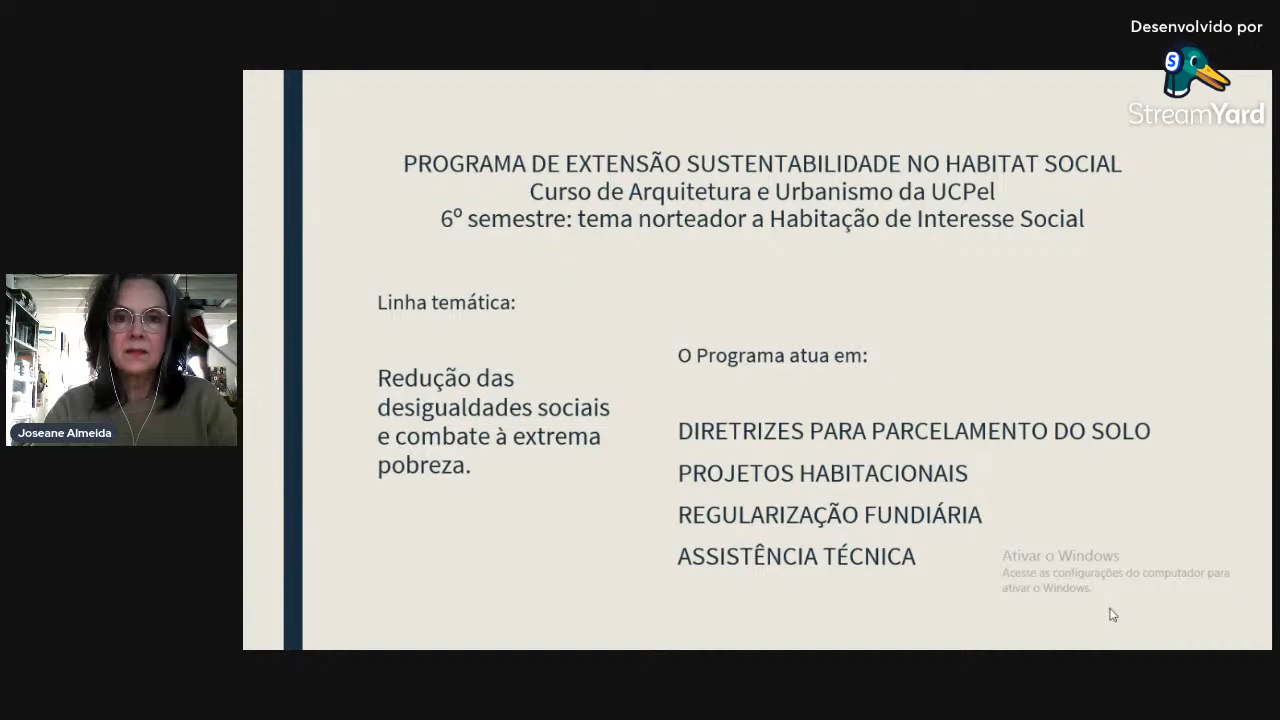 Desenvolvido por
StreamYard
PROGRAMA DE EXTENSÃO SUSTENTABILIDADE NO HABITAT SOCIAL
Curso de Arquitetura e Urbanismo da UCPel
6º semestre: tema norteador a Habitação de Interesse Social
Linha temática:
Redução das
desigualdades sociais
e combate à extrema
pobreza.
O Programa atua em:
DIRETRIZES PARA PARCELAMENTO DO SOLO
PROJETOS HABITACIONAIS
REGULARIZAÇÃO FUNDIÁRIA
ASSISTÊNCIA TÉCNICA
Ativar o Windows
Acesse as configurações do computador para
ativar o Windows.
Joseane Almeida